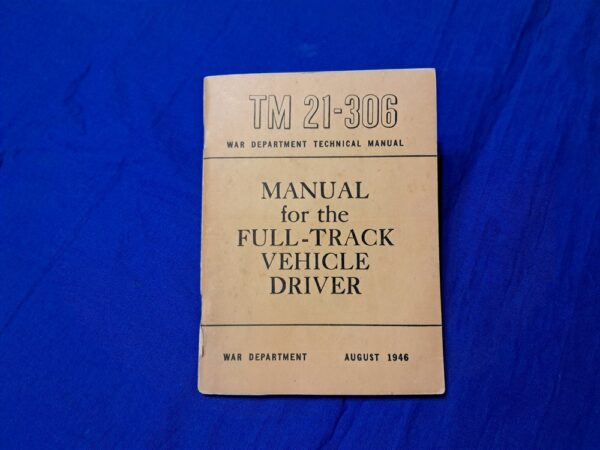 TM 21-306
WAR DEPARTMENT TECHNICAL MANUAL
MANUAL
for the
FULL-TRACK
VEHICLE
DRIVER
WAR DEPARTMENT AUGUST 1946